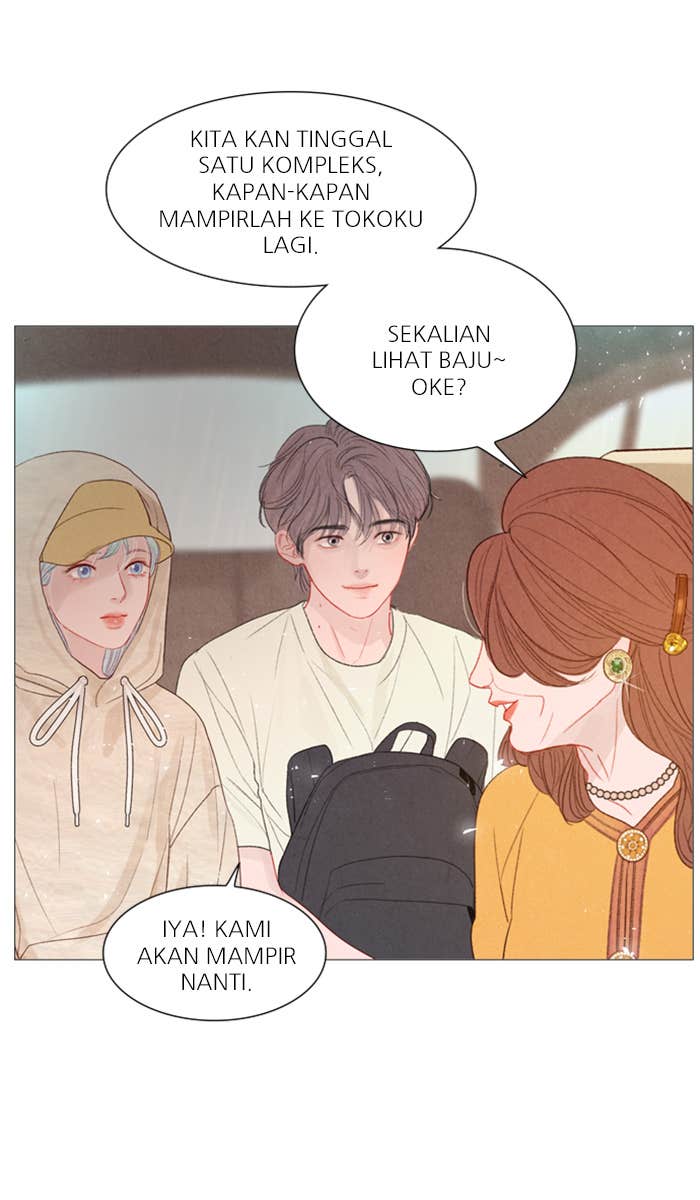 KITA KAN TINGGAL
SATU KOMPLEKS,
KAPAN-KAPAN
MAMPIRLAH KE TOKOKU
LAGI.
SEKALIAN
LIHAT BAJU~
OKE?
IYA! KAMI
AKAN MAMPIR
NANTI.